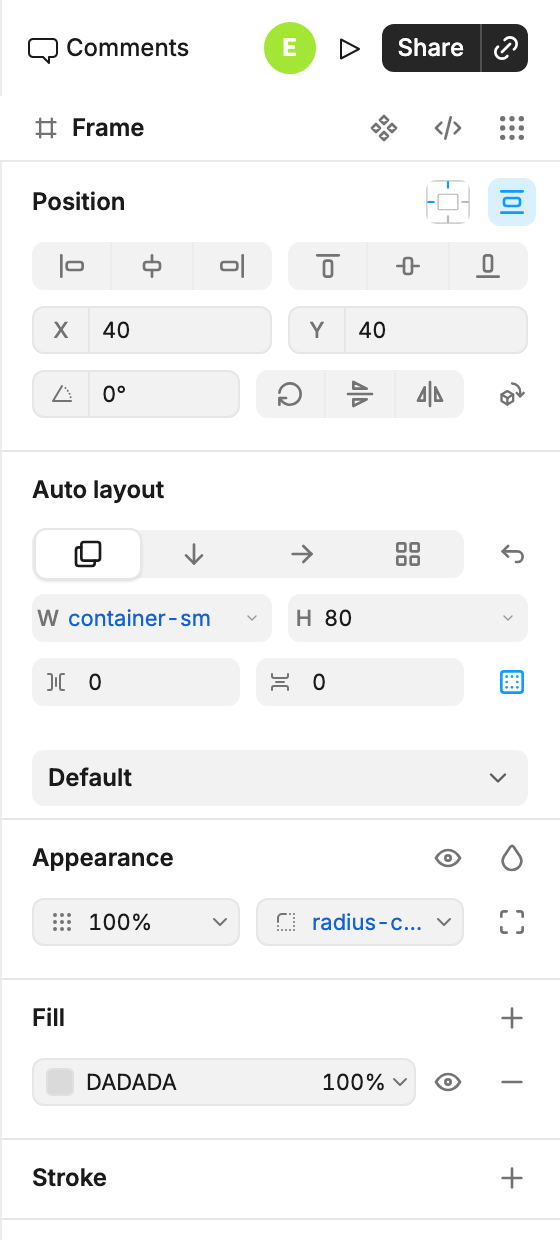 Comments E Share
Frame
Position
X 40 Y 40
0°
Auto layout
W container-sm H 80
0 0
Default
Appearance
100% radius-c...
Fill
DADADA 100%
Stroke